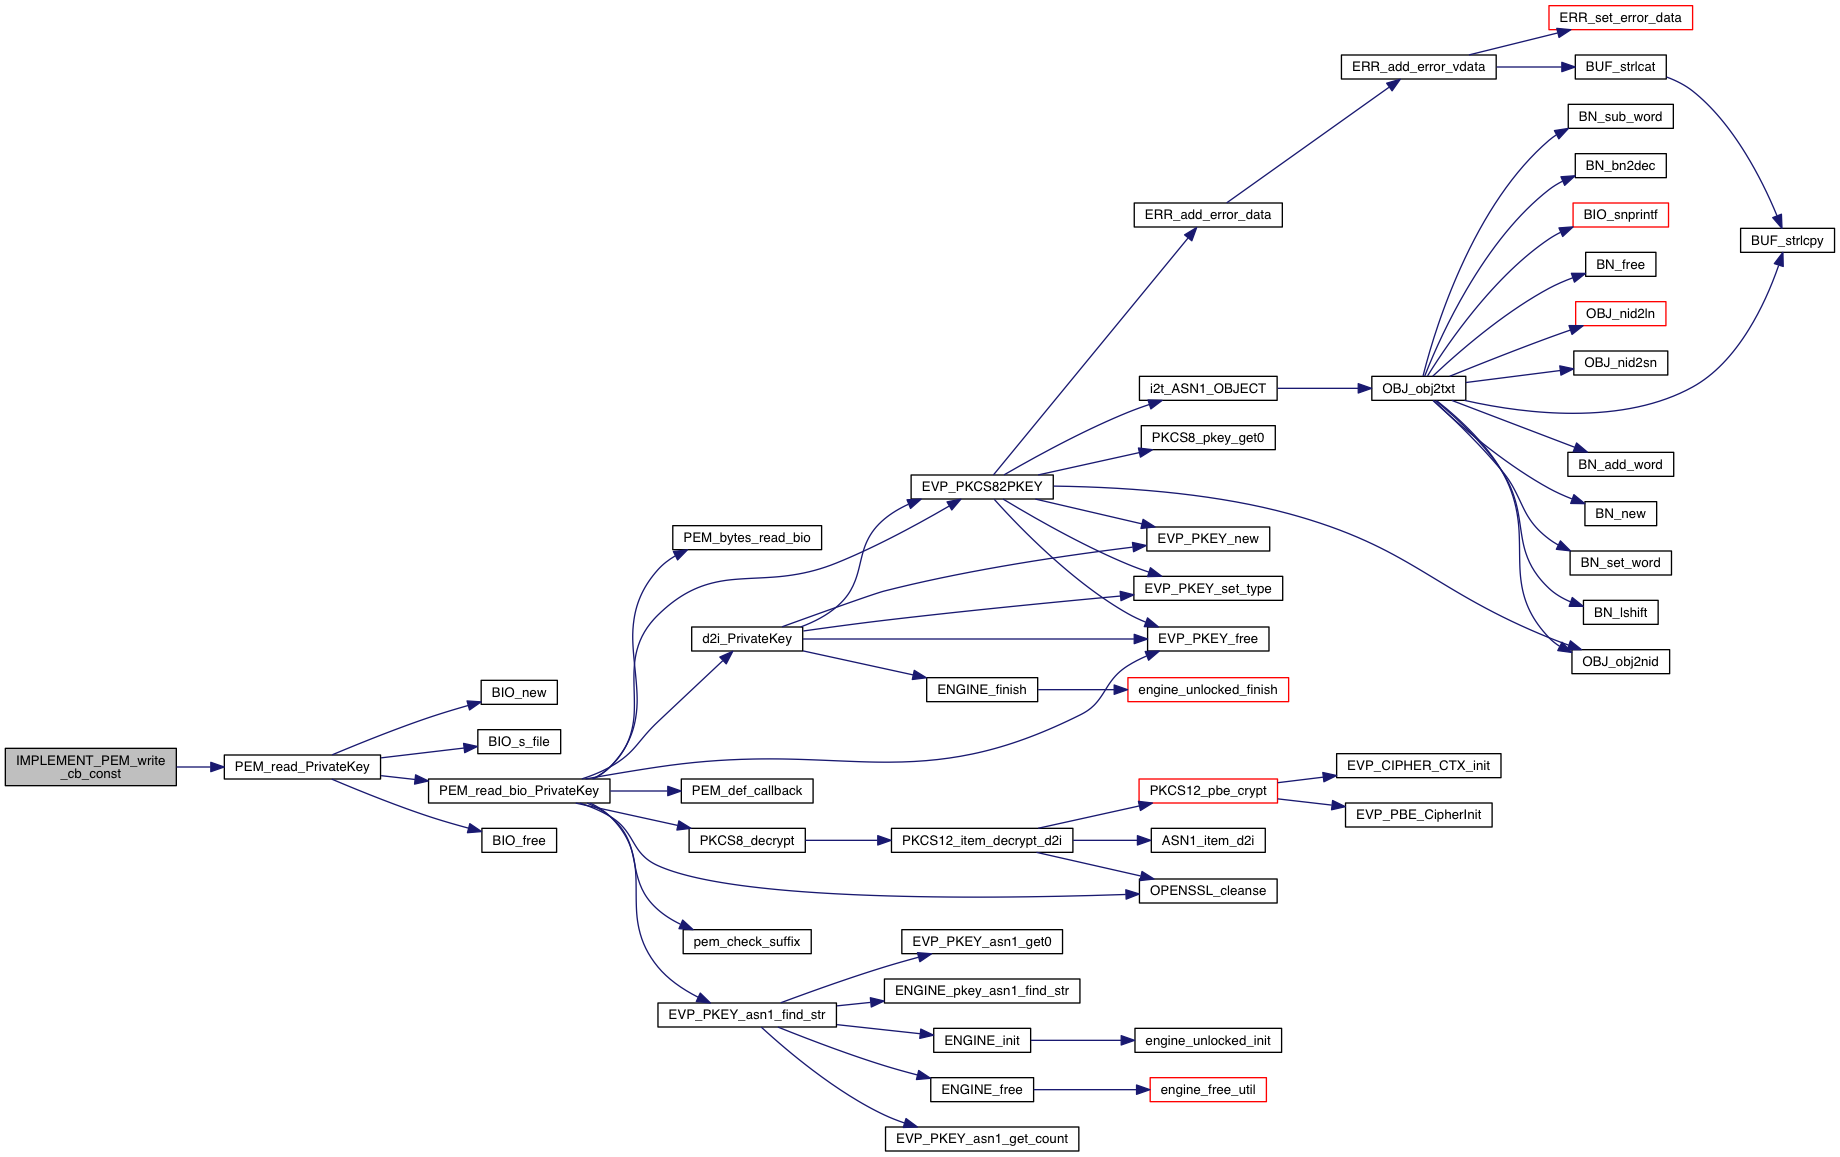 ERR_set_error_data
ERR_add_error_vdata
BUF_strlcat
BN_sub_word
BN_bn2dec
ERR_add_error_data
BIO_snprintf
BUF_strlcpy
BN_free
OBJ_nid2ln
OBJ_nid2sn
i2t_ASN1_OBJECT
OBJ_obj2txt
PKCS8_pkey_get0
BN_add_word
EVP_PKCS82PKEY
BN_new
PEM_bytes_read_bio
EVP_PKEY_new
BN_set_word
EVP_PKEY_set_type
BN_lshift
d2i_PrivateKey
EVP_PKEY_free
OBJ_obj2nid
BIO_new
ENGINE_finish
engine_unlocked_finish
BIO_s_file
IMPLEMENT_PEM_write
_cb_const
PEM_read_PrivateKey
EVP_CIPHER_CTX_init
PEM_read_bio_PrivateKey
PEM_def_callback
PKCS12_pbe_crypt
EVP_PBE_CipherInit
BIO_free
PKCS8_decrypt
PKCS12_item_decrypt_d2i
ASN1_item_d2i
OPENSSL_cleanse
pem_check_suffix
EVP_PKEY_asn1_get0
ENGINE_pkey_asn1_find_str
EVP_PKEY_asn1_find_str
ENGINE_init
engine_unlocked_init
ENGINE_free
engine_free_util
EVP_PKEY_asn1_get_count